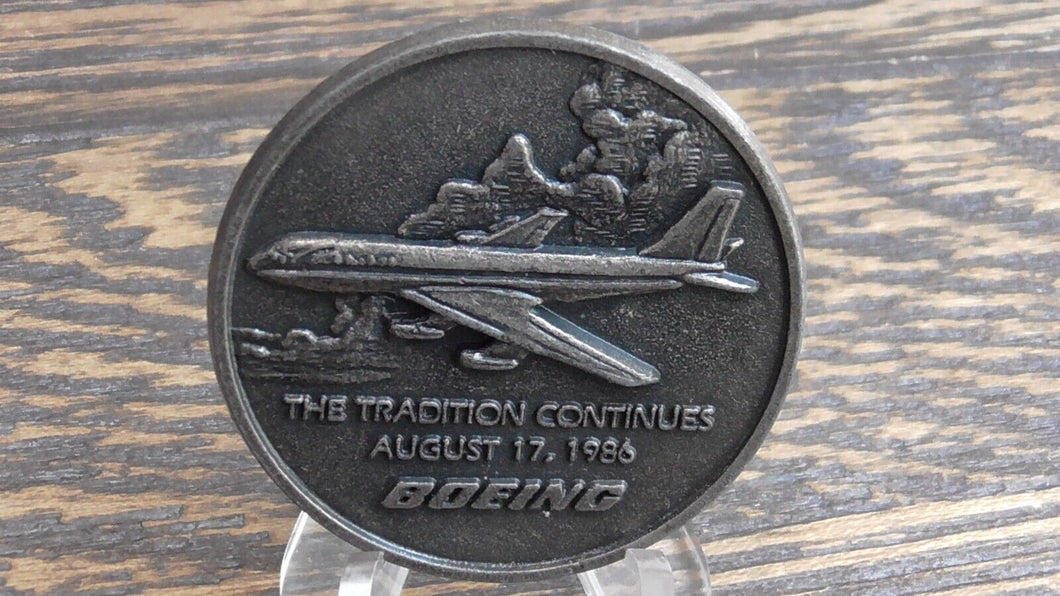 THE TRADITION CONTINUES
AUGUST 17, 1986
BOEING